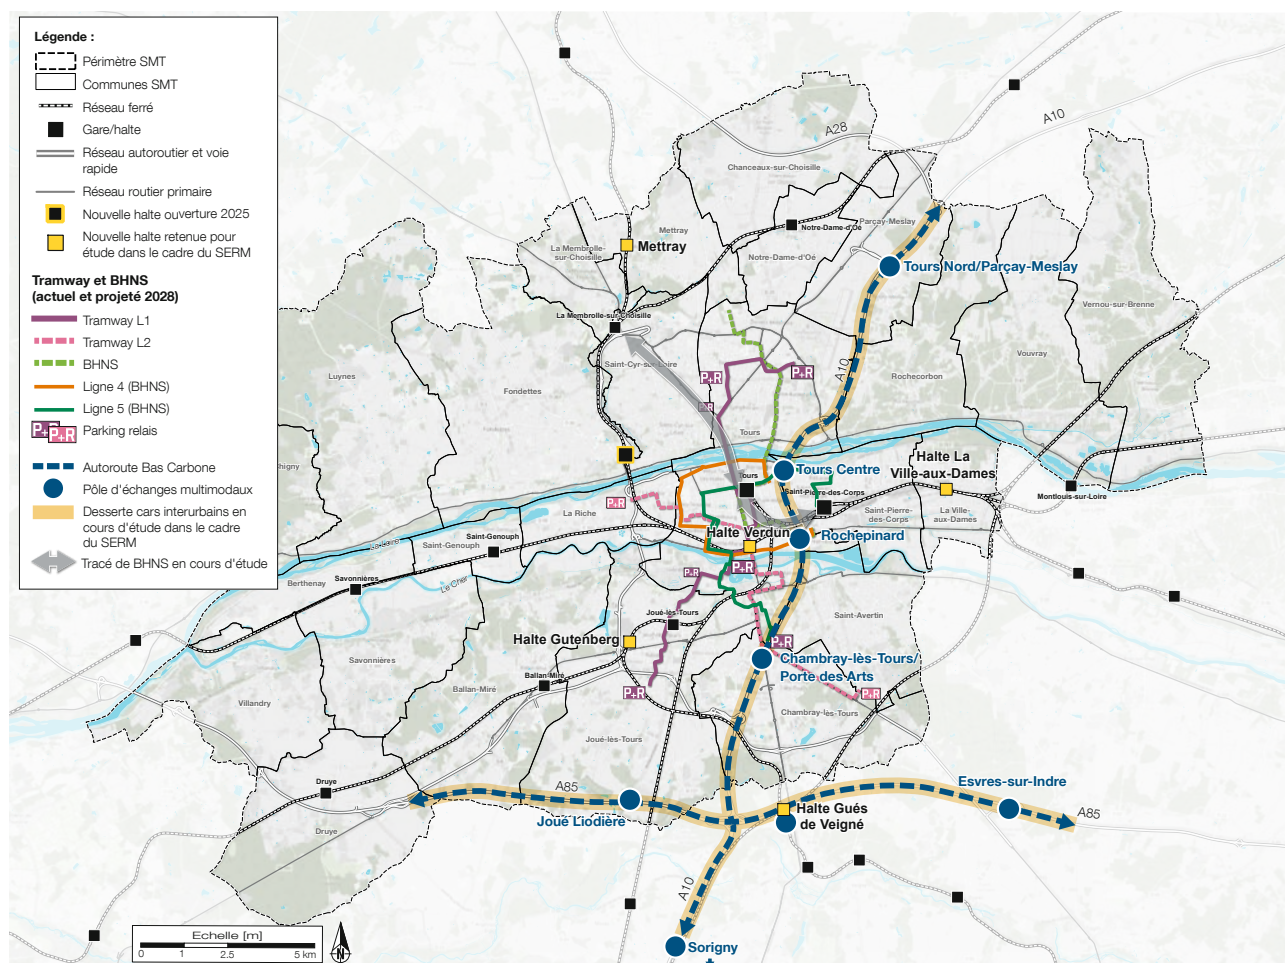 Légende :
Périmètre SMT
Communes SMT
Réseau ferré
Gare/halte
Réseau autoroutier et voie
rapide
Réseau routier primaire
Nouvelle halte ouverture 2025
Nouvelle halte retenue pour
étude dans le cadre du SERM
Tramway et BHNS
(actuel et projeté 2028)
Tramway L1
Tramway L2
BHNS
Ligne 4 (BHNS)
Ligne 5 (BHNS)
P+R
Parking relais
Autoroute Bas Carbone
Pôle d'échanges multimodaux
Desserte cars interurbains en
cours d'étude dans le cadre
du SERM
Tracé de BHNS en cours d'étude
A28
A10
Chanceaux-sur-Choisille
Parçay-Meslay
Notre-Dame-d'Oé
Mettray
Mettray
La Membrolle-
sur-Choisille
Notre-Dame-d'Oé
Tours Nord/Parçay-Meslay
Vernou-sur-Brenne
La Membrolle-sur-Choisille
Vouvray
Saint-Cyr-sur-Loire
P+R
P+R
A10
Rochecorbon
Luynes
Fondettes
P+R
Tours
Halte La
Ville-aux-Dames
Tours Centre
Tours
Saint-Pierre-des-Corps
Montlouis-sur-Loire
P+R
La Riche
Saint-Pierre-
des-Corps
La Ville-
aux-Dames
Halte Verdun
Rochepinard
La Loire
Saint-Genouph
Saint-Genouph
P+R
P+R
Berthenay
Savonnières
Le Cher
Joué-lès-Tours
Saint-Avertin
Halte Gutenberg
P+R
Savonnières
Chambray-lès-Tours/
Porte des Arts
Ballan-Miré
Ballan-Miré
P+R
P+R
Villandry
Chambray-lès-Tours
Joué-lès-Tours
Druye
A85
Esvres-sur-Indre
Halte Gués
de Veigné
A85
Joué Liodière
Druye
A10
Sorigny
Echelle [m]
0 1 2.5 5 km
N